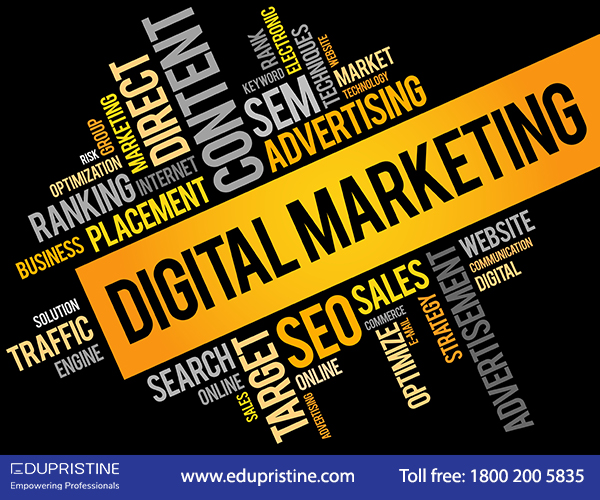 CONTENT
DIRECT
MARKETING
GROUP
RISK
OPTIMIZATION
RANKING
INTERNET
BUSINESS
PLACEMENT
KEYWORD
RANK
ELECTRONIC
TECHNIQUES
WEBSITE
SEM
MARKET
TECHNOLOGY
ADVERTISING
DIGITAL MARKETING
SOLUTION
TRAFFIC
ENGINE
SEARCH
ONLINE
SALES
TARGET
SEO
ONLINE
ADVERTISING
SALES
COMMERCE
OPTIMIZE
E-MAIL
STRATEGY
ADVERTISEMENT
WEBSITE
COMMUNICATION
DIGITAL
EDUPRISTINE
Empowering Professionals
www.edupristine.com
Toll free: 1800 200 5835